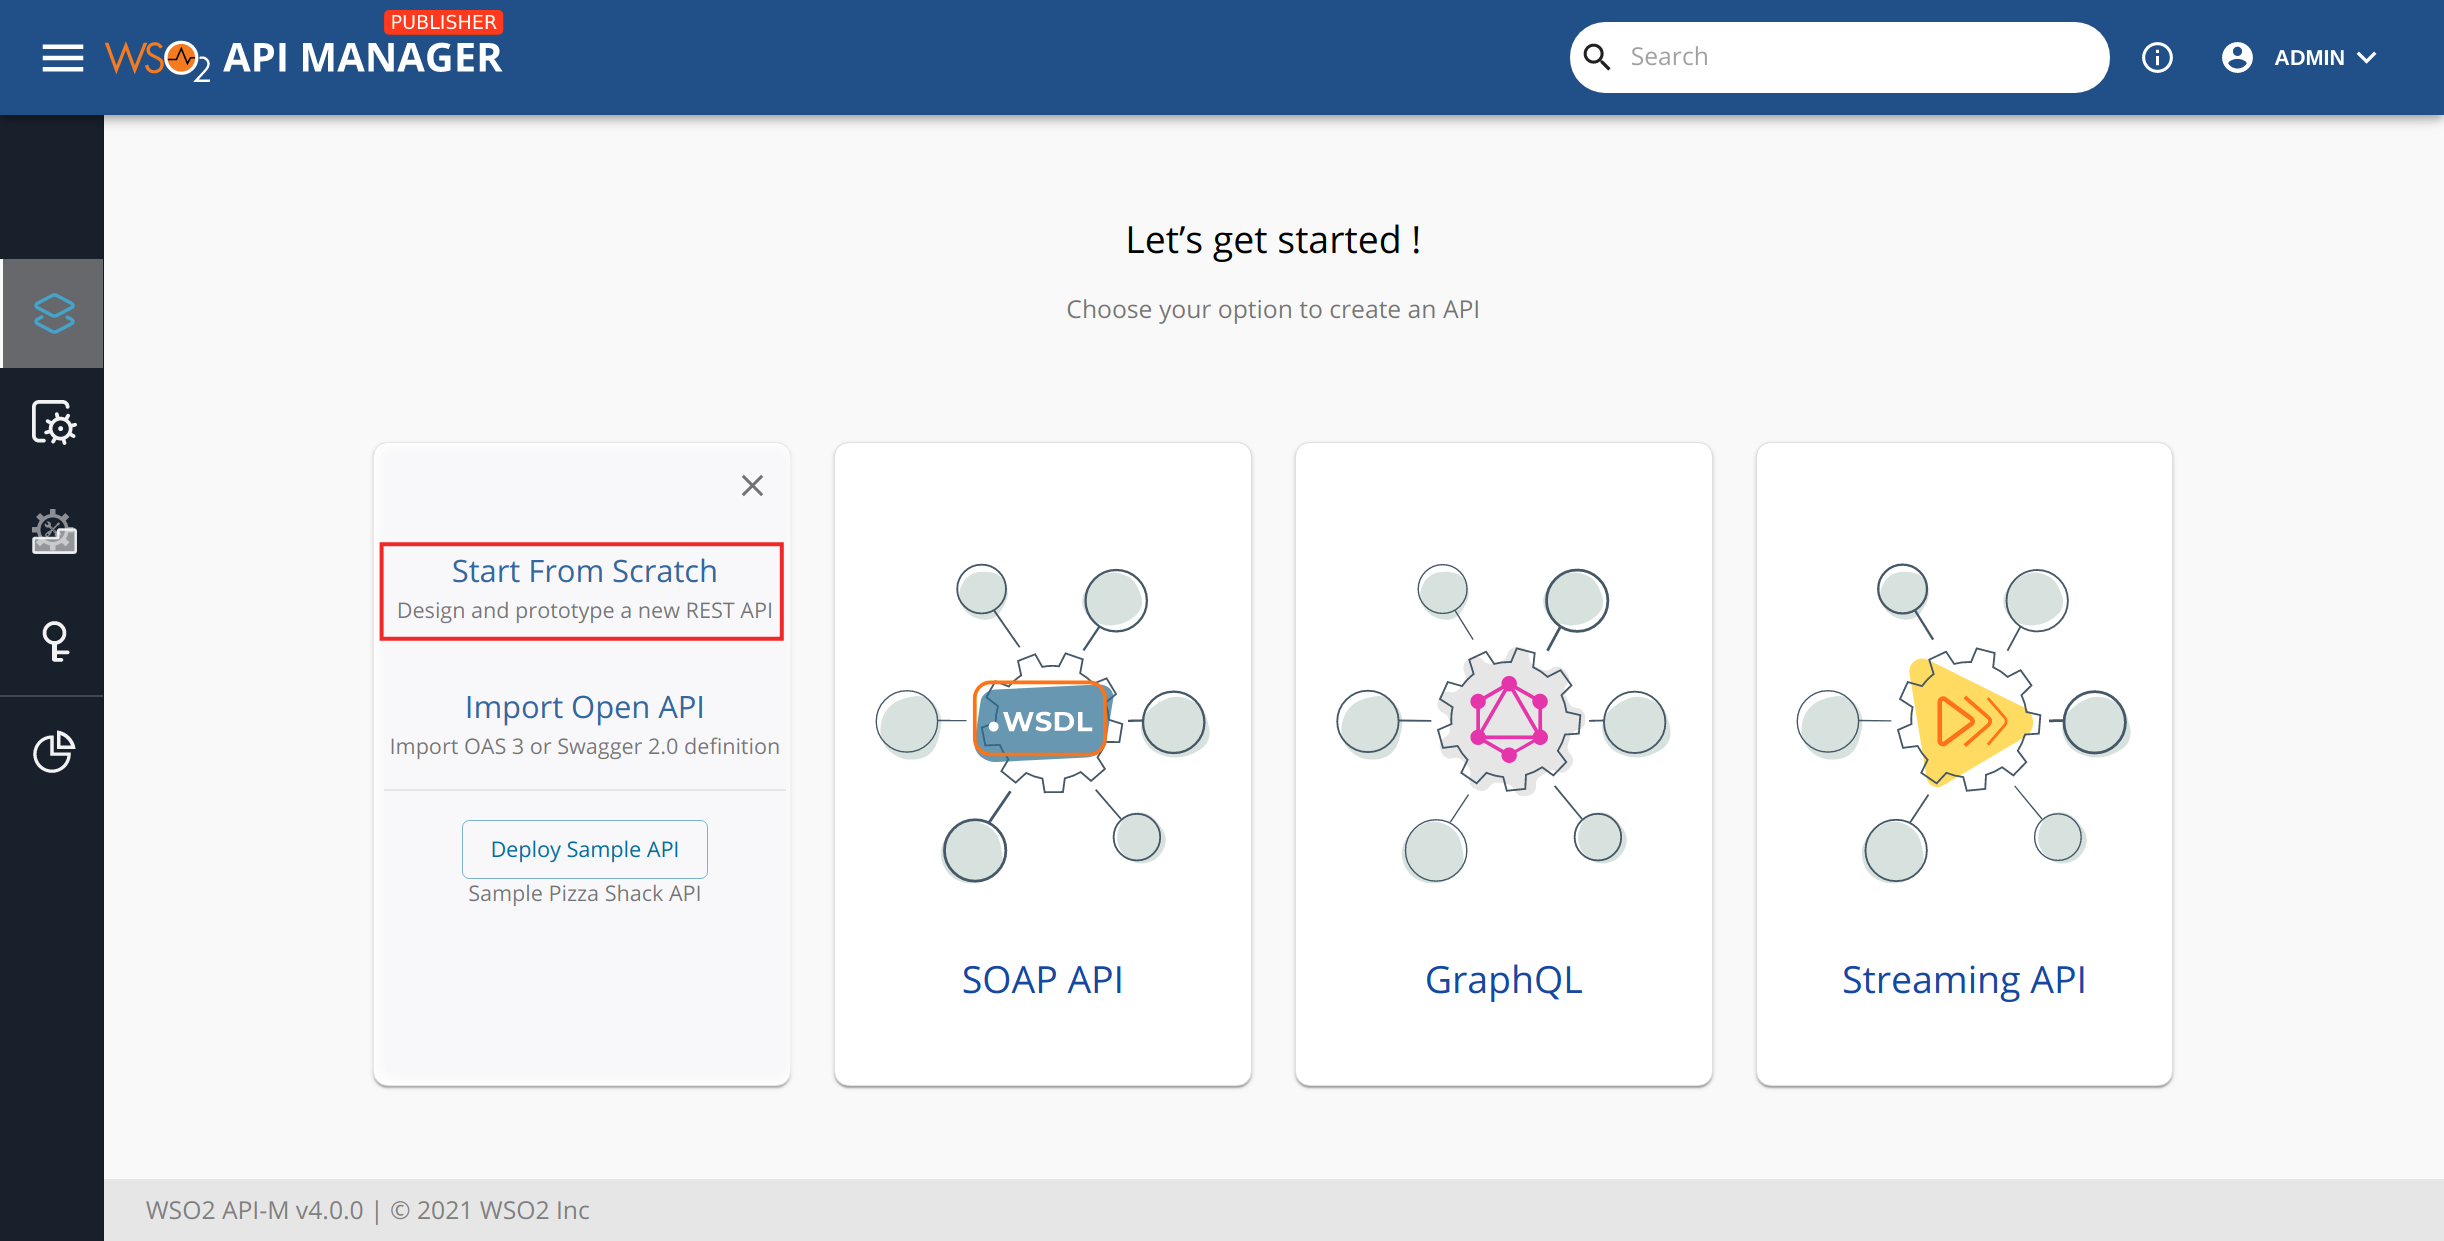 PUBLISHER
WSO2 API MANAGER
Search
ADMIN
Let's get started !
Choose your option to create an API
Start From Scratch
Design and prototype a new REST API
Import Open API
Import OAS 3 or Swagger 2.0 definition
Deploy Sample API
Sample Pizza Shack API
.WSDL
SOAP API
GraphQL
Streaming API
WSO2 API-M v4.0.0 | © 2021 WSO2 Inc